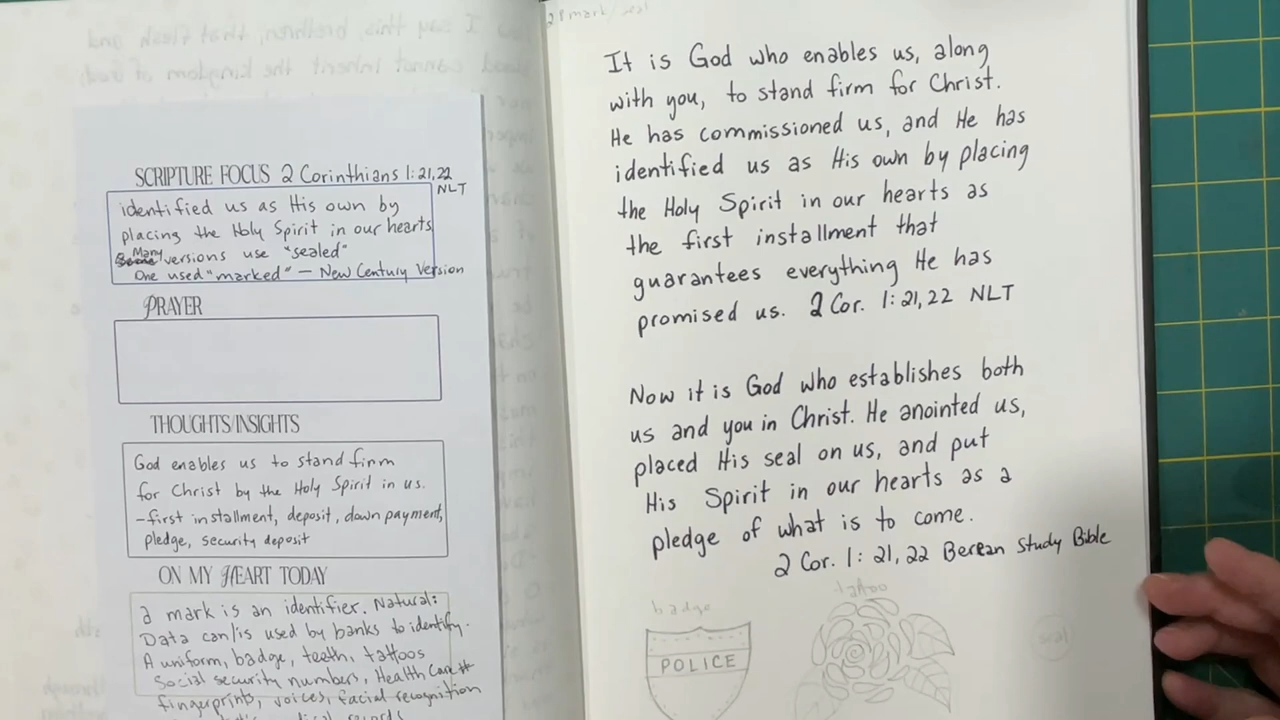 SCRIPTURE FOCUS 2 Corinthians 1:21,22
NLT
identified us as His own by
placing the Holy Spirit in our hearts
Many versions use "sealed"
One used "marked" — New Century Version
PRAYER
THOUGHTS/INSIGHTS
God enables us to stand firm
for Christ by the Holy Spirit in us.
-first installment, deposit, down payment,
pledge, security deposit
ON MY HEART TODAY
a mark is an identifier. Natural:
Data can/is used by banks to identify.
A uniform, badge, teeth, tattoos
Social security numbers, Health Care #
fingerprints, voices, facial recognition
records
28 mark/seal
It is God who enables us, along
with you, to stand firm for Christ.
He has commissioned us, and He has
identified us as His own by placing
the Holy Spirit in our hearts as
the first installment that
guarantees everything He has
promised us. 2 Cor. 1:21,22 NLT
Now it is God who establishes both
us and you in Christ. He anointed us,
placed His seal on us, and put
His Spirit in our hearts as a
pledge of what is to come.
2 Cor. 1:21,22 Berean Study Bible
badge
tattoo
POLICE
seal